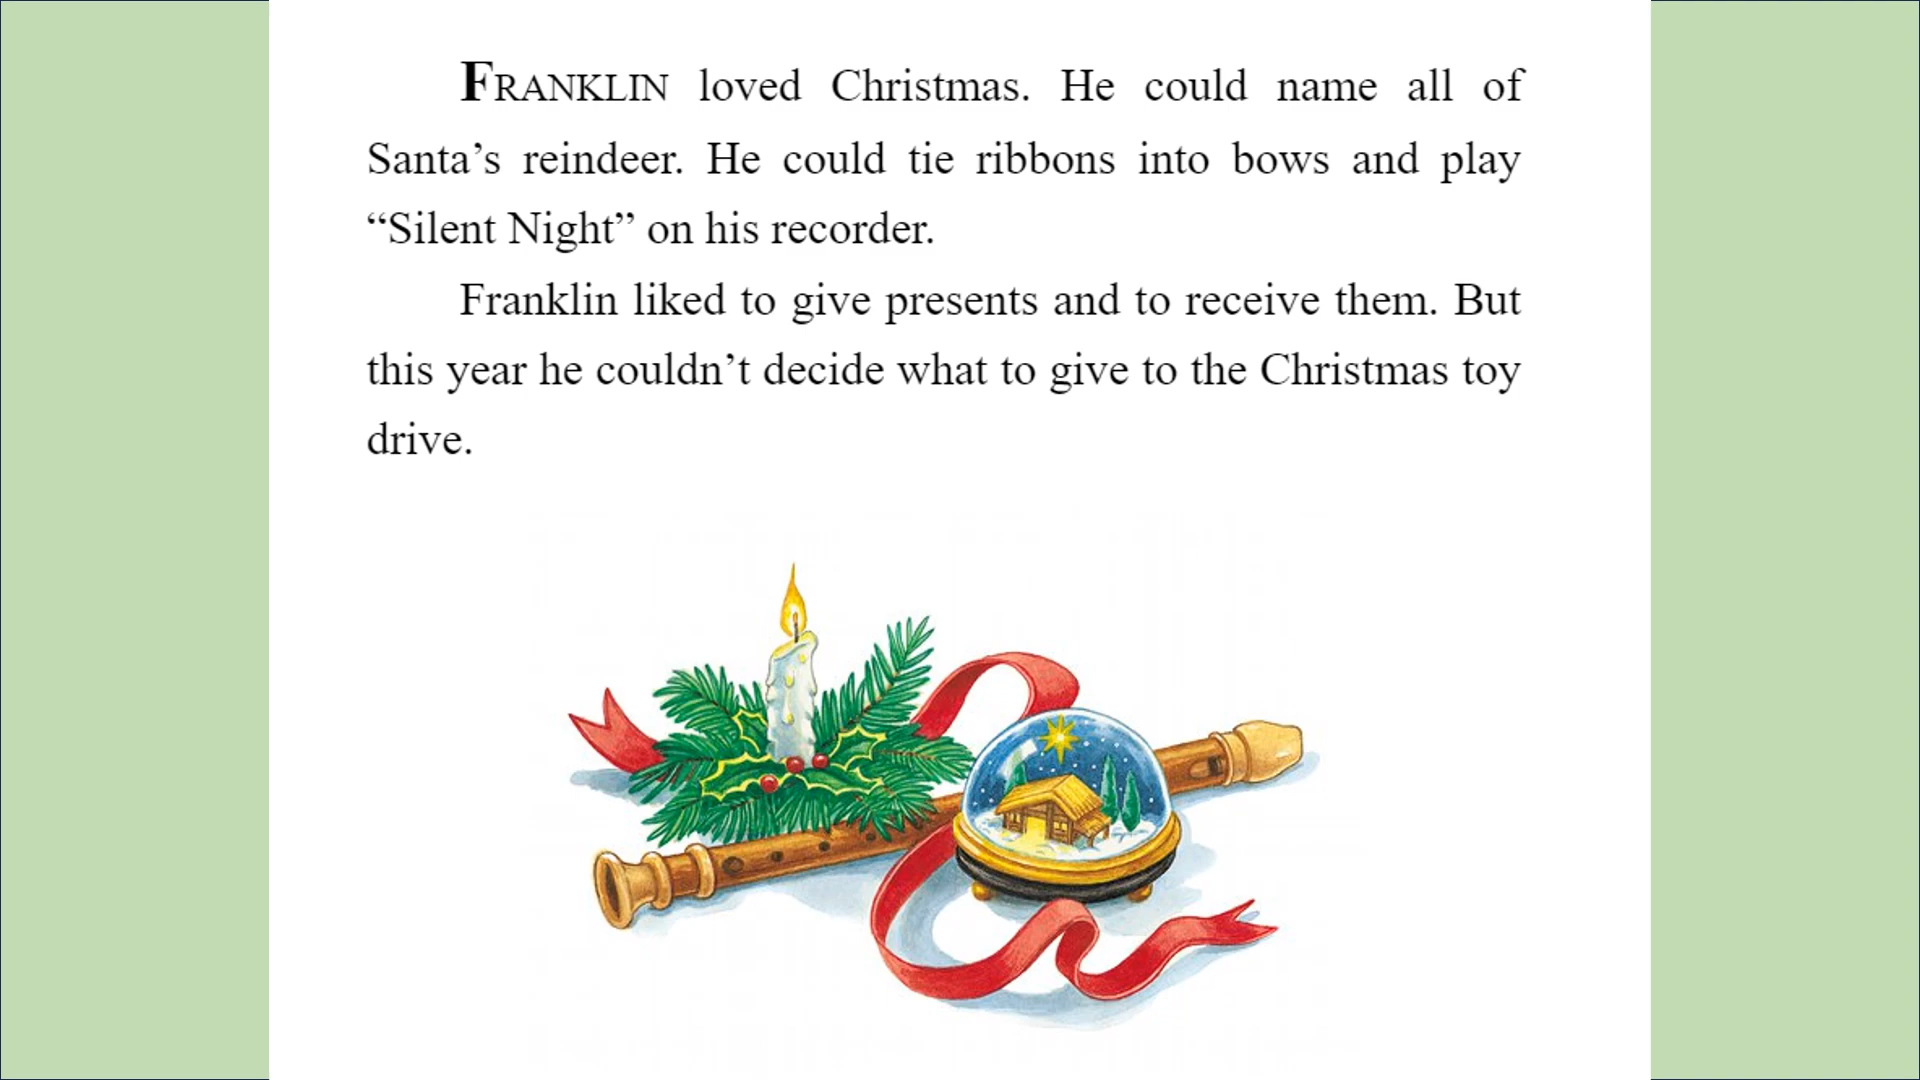 FRANKLIN loved Christmas. He could name all of
Santa’s reindeer. He could tie ribbons into bows and play
“Silent Night” on his recorder.
Franklin liked to give presents and to receive them. But
this year he couldn’t decide what to give to the Christmas toy
drive.